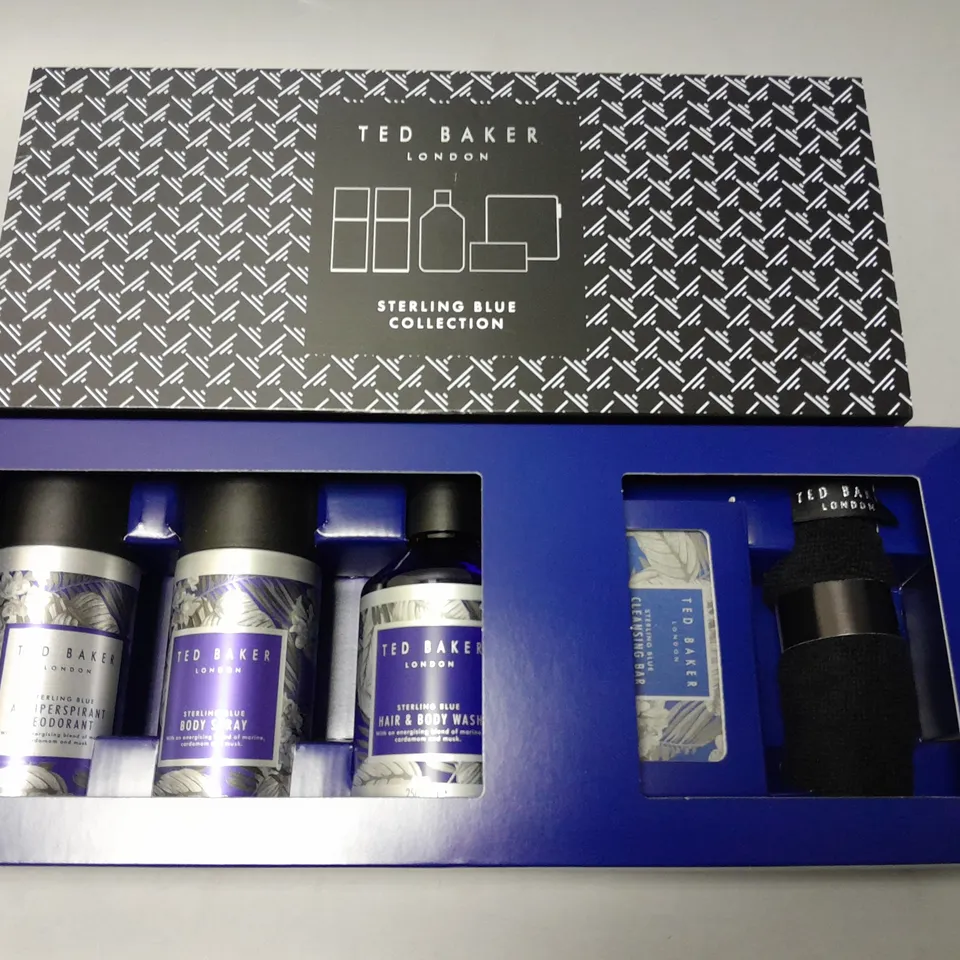 TED BAKER
LONDON
STERLING BLUE
COLLECTION
TED BAKER
LONDON
STERLING BLUE
DEODORANT
TED BAKER
LONDON
STERLING BLUE
BODY SPRAY
With an energising blend of marine,
cardamom and musk.
TED BAKER
LONDON
STERLING BLUE
HAIR & BODY WASH
With an energising blend of marine,
cardamom and musk.
TED BAKER
LONDON
STERLING BLUE
CLEANSING BAR
TED BAK
LONDON